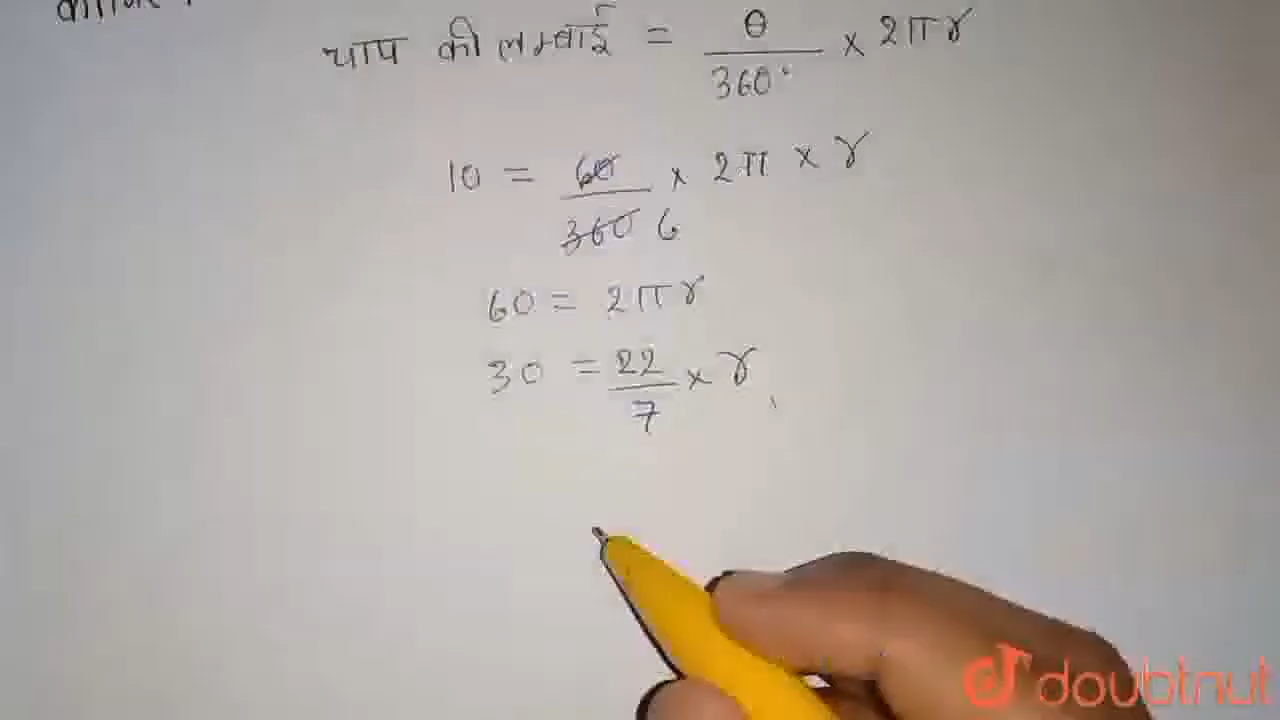 चाप की लम्बाई = θ/360° × 2πr
10 = 60/360 6 × 2π × r
60 = 2πr
30 = 22/7 × r
doubtnut